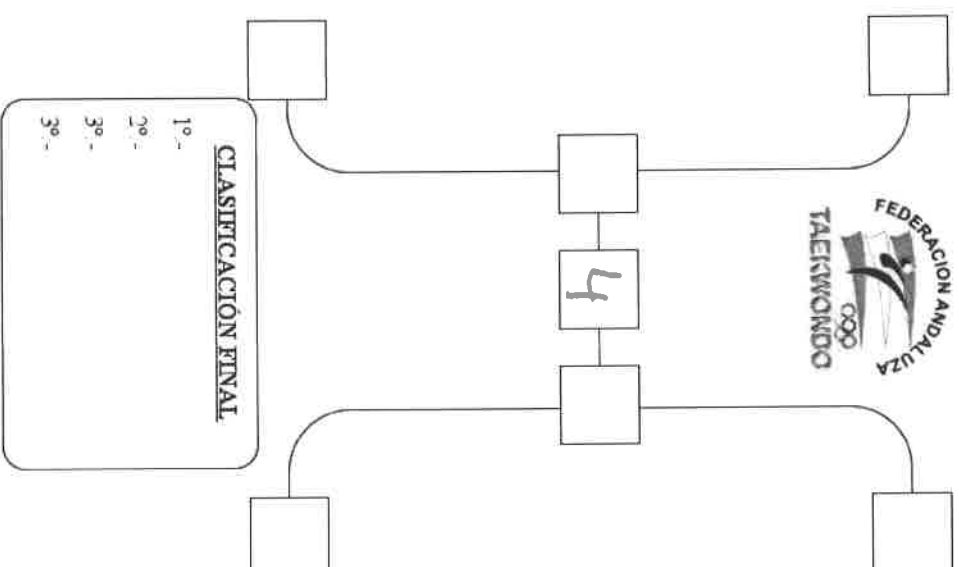 FEDERACION ANDALUZA
TAEKWONDO
4
CLASIFICACIÓN FINAL
1º.-
2º.-
3º.-
3º.-